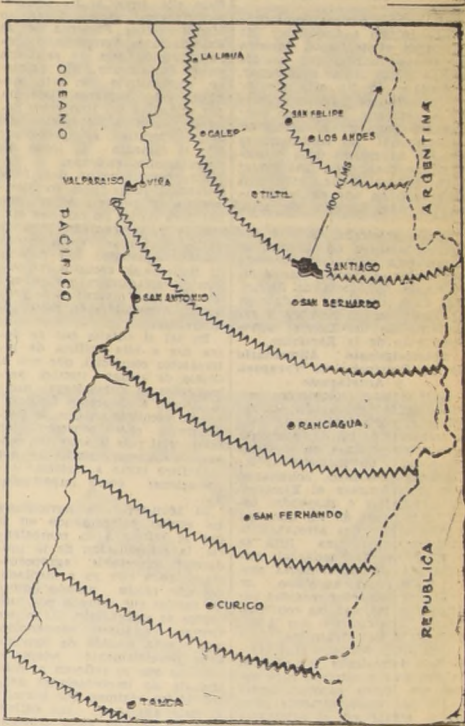 OCEANO
PACIFICO
LA LIGUA
SAN FELIPE
LOS ANDES
CALER
TILTIL
VALPARAISO
VIÑA
100 KLMS
SANTIAGO
SAN BERNARDO
SAN ANTONIO
RANCAGUA
SAN FERNANDO
CURICO
TALCA
ARGENTINA
REPUBLICA